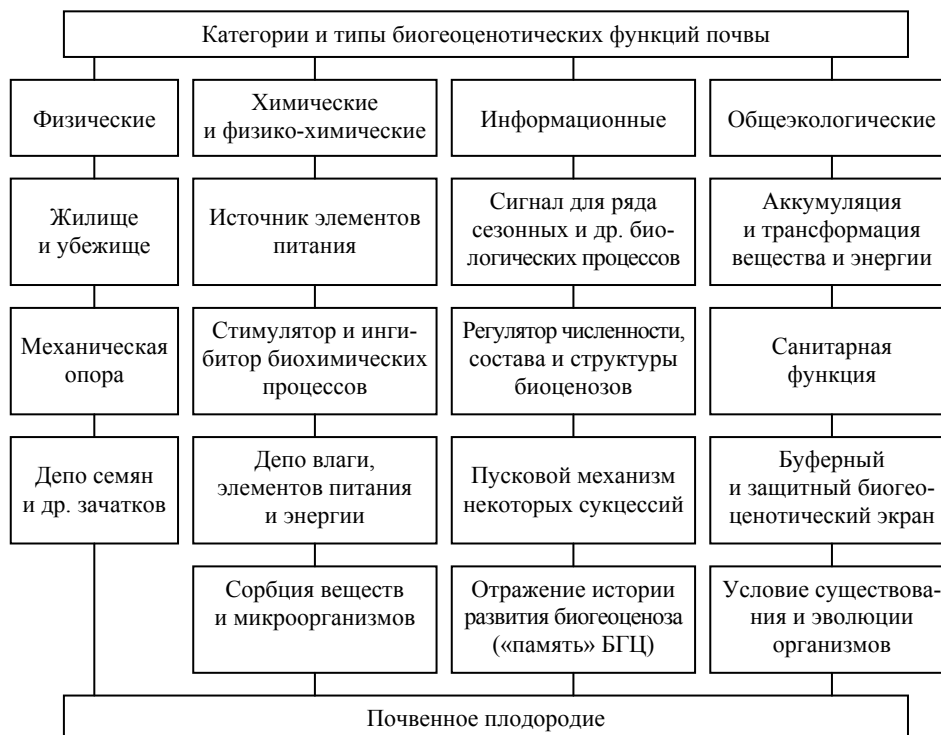 Категории и типы биогеоценотических функций почвы
Физические
Химические
и физико-химические
Информационные
Общеэкологические
Жилище
и убежище
Источник элементов
питания
Сигнал для ряда
сезонных и др. био-
логических процессов
Аккумуляция
и трансформация
вещества и энергии
Механическая
опора
Стимулятор и инги-
битор биохимических
процессов
Регулятор численности,
состава и структуры
биоценозов
Санитарная
функция
Депо семян
и др. зачатков
Депо влаги,
элементов питания
и энергии
Пусковой механизм
некоторых сукцессий
Буферный
и защитный биогео-
ценотический экран
Сорбция веществ
и микроорганизмов
Отражение истории
развития биогеоценоза
(«память» БГЦ)
Условие существова-
ния и эволюции
организмов
Почвенное плодородие